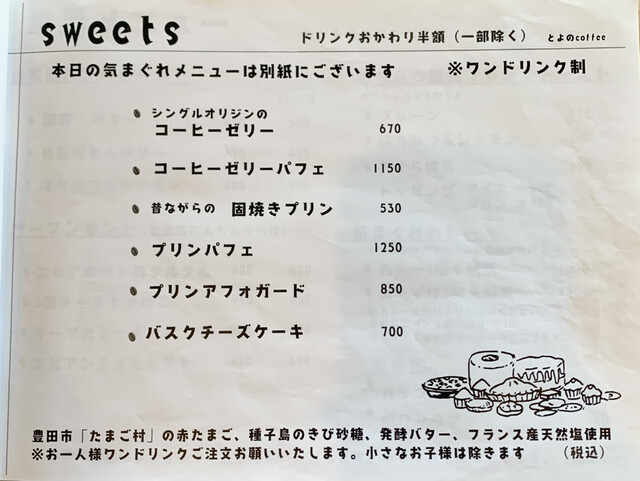 sweets
ドリンクおかわり半額（一部除く） とよのcoffee
本日の気まぐれメニューは別紙にございます ※ワンドリンク制
シングルオリジンの
コーヒーゼリー 670
コーヒーゼリーパフェ 1150
昔ながらの 固焼きプリン 530
プリンパフェ 1250
プリンアフォガード 850
バスクチーズケーキ 700
豊田市「たまご村」の赤たまご、種子島のきび砂糖、発酵バター、フランス産天然塩使用
※お一人様ワンドリンクご注文お願いいたします。小さなお子様は除きます （税込）